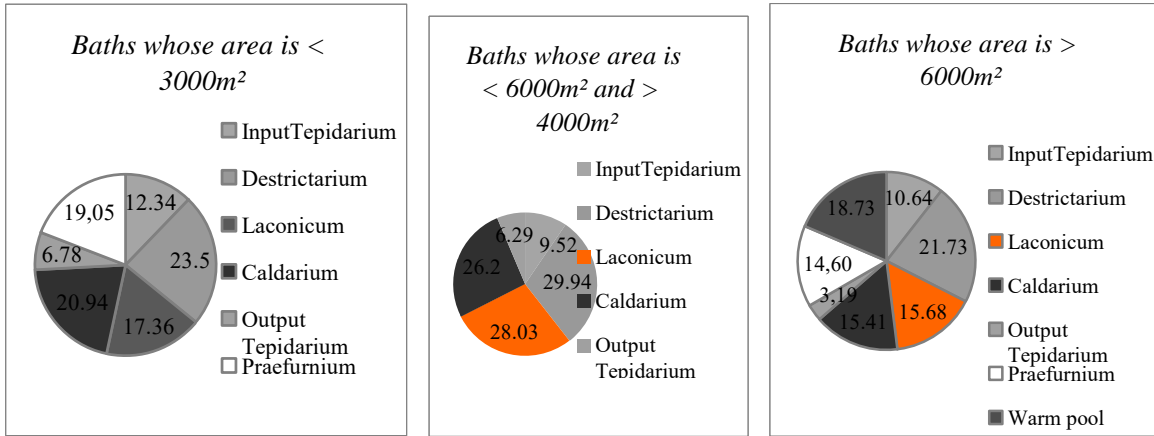 Baths whose area is <
3000m²
InputTepidarium
Destrictarium
Laconicum
Caldarium
Output
Tepidarium
Praefurnium
12.34
23.5
17.36
20.94
6.78
19,05
Baths whose area is
< 6000m² and >
4000m²
InputTepidarium
Destrictarium
Laconicum
Caldarium
Output
Tepidarium
9.52
29.94
28.03
26.2
6.29
Baths whose area is >
6000m²
InputTepidarium
Destrictarium
Laconicum
Caldarium
Output
Tepidarium
Praefurnium
Warm pool
10.64
21.73
15.68
15.41
3,19
14,60
18.73